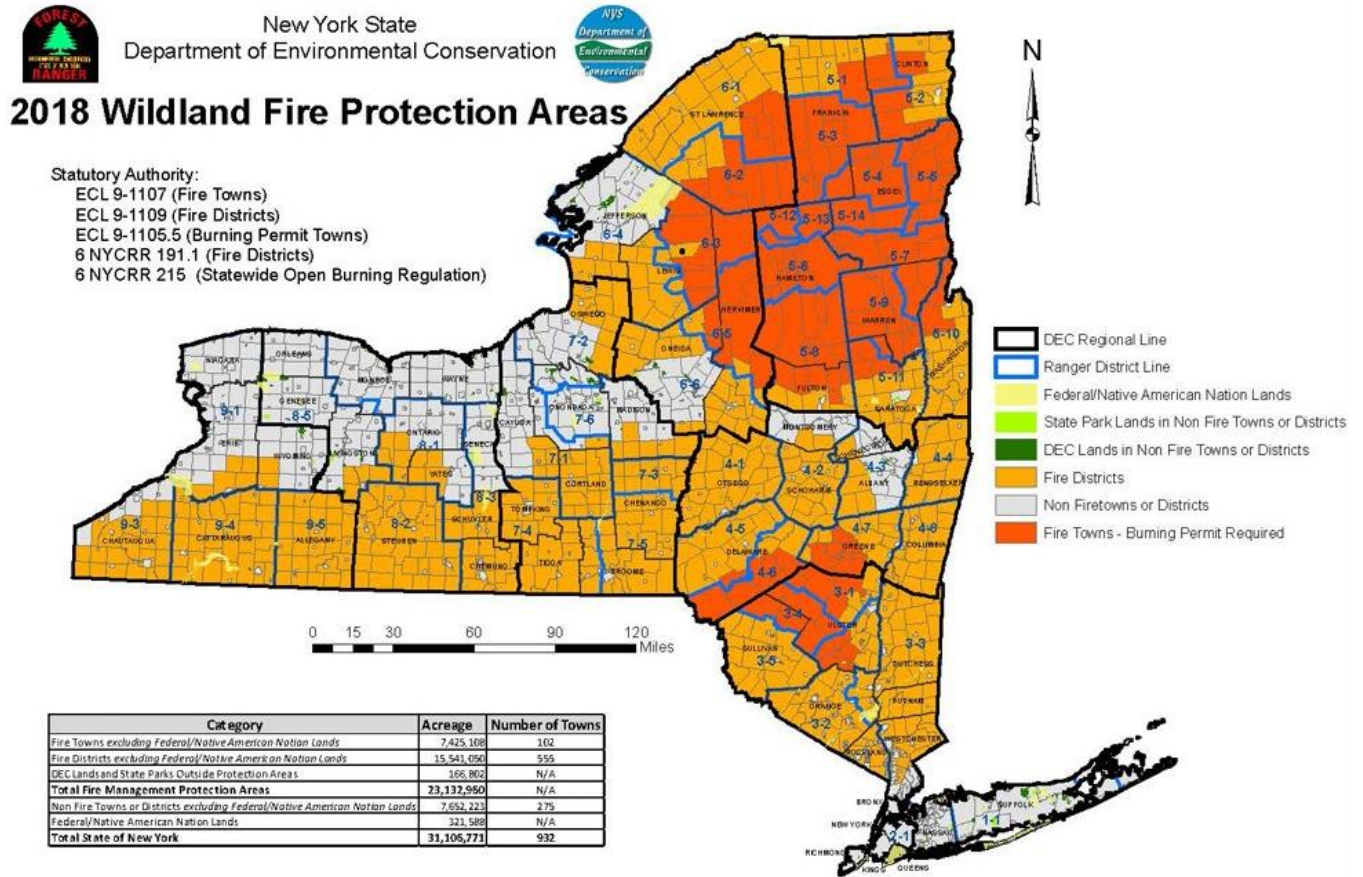 FOREST
RANGER
New York State
Department of Environmental Conservation
NYS
Department of
Environmental
Conservation
2018 Wildland Fire Protection Areas
Statutory Authority:
ECL 9-1107 (Fire Towns)
ECL 9-1109 (Fire Districts)
ECL 9-1105.5 (Burning Permit Towns)
6 NYCRR 191.1 (Fire Districts)
6 NYCRR 215 (Statewide Open Burning Regulation)
N
CLINTON
5-1
6-1
5-2
ST LAWRENCE
FRANKLIN
5-3
6-2
5-4
5-5
ESSEX
JEFFERSON
6-4
5-12
5-13
5-14
6-3
5-7
LEWIS
5-6
HAMILTON
HERKIMER
5-9
WARREN
OSWEGO
6-5
5-10
7-2
ONEIDA
5-8
WASHINGTON
NIAGARA
ORLEANS
MONROE
WAYNE
6-6
5-11
FULTON
SARATOGA
GENESEE
9-1
8-5
ONONDAGA
MADISON
CAYUGA
7-6
MONTGOMERY
ONTARIO
8-1
SENECA
ERIE
WYOMING
LIVINGSTON
YATES
7-1
4-1
4-2
4-3
4-4
OTSEGO
SCHOHARIE
ALBANY
RENSSELAER
CORTLAND
7-3
8-3
CHENANGO
TOMPKINS
SCHUYLER
9-3
9-4
9-5
8-2
7-4
7-5
4-5
4-7
4-8
CHAUTAUQUA
CATTARAUGUS
ALLEGANY
STEUBEN
CHEMUNG
TIOGA
BROOME
DELAWARE
GREENE
COLUMBIA
4-6
3-1
3-4
ULSTER
SULLIVAN
3-5
3-3
DUTCHESS
ORANGE
3-2
PUTNAM
WESTCHESTER
ROCKLAND
BRONX
NEW YORK
SUFFOLK
1-1
2-1
NASSAU
RICHMOND
KINGS
QUEENS
DEC Regional Line
Ranger District Line
Federal/Native American Nation Lands
State Park Lands in Non Fire Towns or Districts
DEC Lands in Non Fire Towns or Districts
Fire Districts
Non Firetowns or Districts
Fire Towns - Burning Permit Required
0 15 30 60 90 120
Miles
Category Acreage Number of Towns
Fire Towns excluding Federal/Native American Nation Lands 7,425,108 102
Fire Districts excluding Federal/Native American Nation Lands 15,541,050 555
DEC Lands and State Parks Outside Protection Areas 166,802 N/A
Total Fire Management Protection Areas 23,132,960 N/A
Non Fire Towns or Districts excluding Federal/Native American Nation Lands 7,652,223 275
Federal/Native American Nation Lands 321,588 N/A
Total State of New York 31,106,771 932